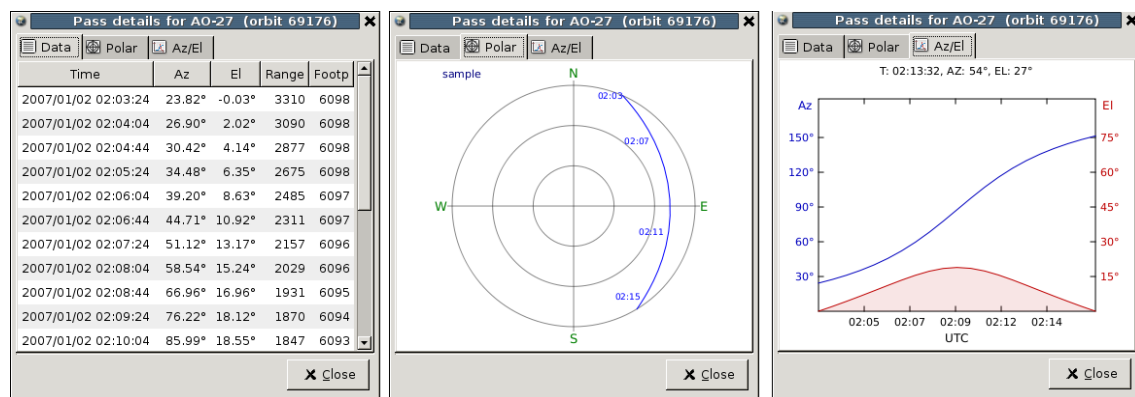 Pass details for AO-27 (orbit 69176)
Data Polar Az/El
Time Az El Range Footp
2007/01/02 02:03:24 23.82° -0.03° 3310 6098
2007/01/02 02:04:04 26.90° 2.02° 3090 6098
2007/01/02 02:04:44 30.42° 4.14° 2877 6098
2007/01/02 02:05:24 34.48° 6.35° 2675 6098
2007/01/02 02:06:04 39.20° 8.63° 2485 6097
2007/01/02 02:06:44 44.71° 10.92° 2311 6097
2007/01/02 02:07:24 51.12° 13.17° 2157 6096
2007/01/02 02:08:04 58.54° 15.24° 2029 6096
2007/01/02 02:08:44 66.96° 16.96° 1931 6095
2007/01/02 02:09:24 76.22° 18.12° 1870 6094
2007/01/02 02:10:04 85.99° 18.55° 1847 6093
Close
Pass details for AO-27 (orbit 69176)
Data Polar Az/El
sample
N
02:03
02:07
W E
02:11
02:15
S
Close
Pass details for AO-27 (orbit 69176)
Data Polar Az/El
T: 02:13:32, AZ: 54°, EL: 27°
Az El
150° 75°
120° 60°
90° 45°
60° 30°
30° 15°
02:05 02:07 02:09 02:12 02:14
UTC
Close